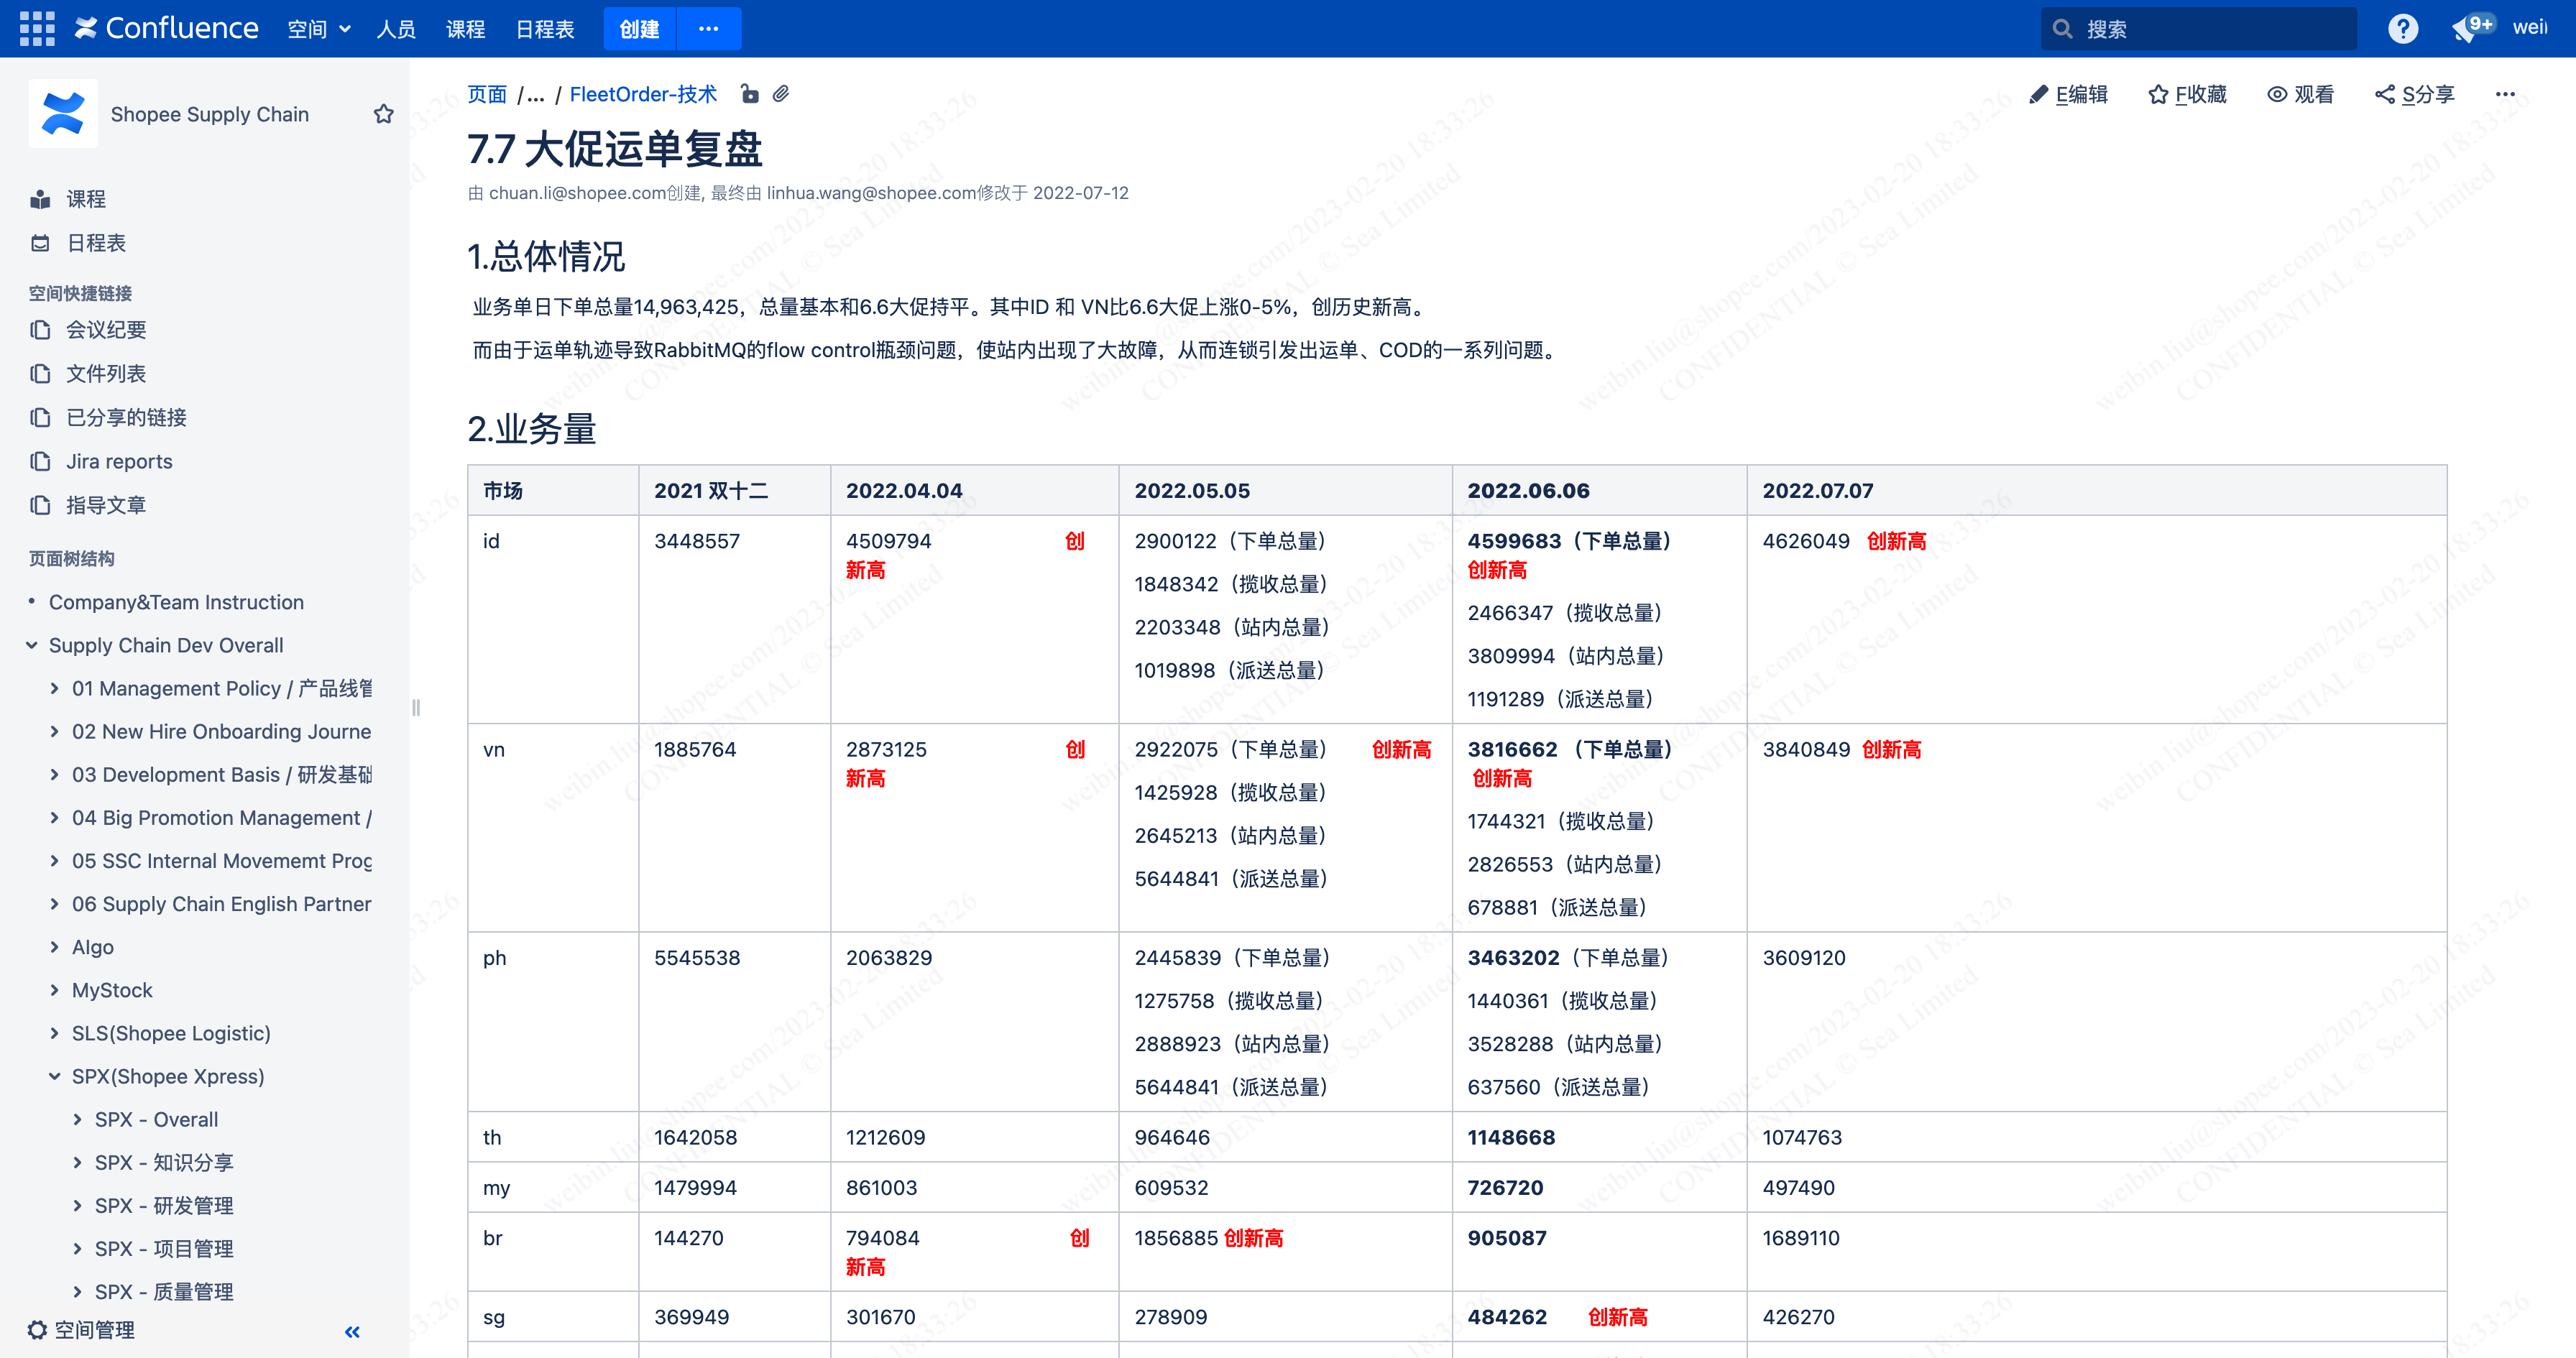 Confluence 空间 人员 课程 日程表 创建 ··· 搜索 9+ wei
Shopee Supply Chain
课程
日程表
空间快捷链接
会议纪要
文件列表
已分享的链接
Jira reports
指导文章
页面树结构
Company&Team Instruction
Supply Chain Dev Overall
01 Management Policy / 产品线管
02 New Hire Onboarding Journe
03 Development Basis / 研发基础
04 Big Promotion Management /
05 SSC Internal Movememt Prog
06 Supply Chain English Partner
Algo
MyStock
SLS(Shopee Logistic)
SPX(Shopee Xpress)
SPX - Overall
SPX - 知识分享
SPX - 研发管理
SPX - 项目管理
SPX - 质量管理
空间管理
页面 /... / FleetOrder-技术
E编辑 F收藏 观看 S分享 ···
7.7 大促运单复盘
由 chuan.li@shopee.com创建, 最终由 linhua.wang@shopee.com修改于 2022-07-12
1.总体情况
业务单日下单总量14,963,425，总量基本和6.6大促持平。其中ID 和 VN比6.6大促上涨0-5%，创历史新高。
而由于运单轨迹导致RabbitMQ的flow control瓶颈问题，使站内出现了大故障，从而连锁引发出运单、COD的一系列问题。
2.业务量
市场 2021 双十二 2022.04.04 2022.05.05 2022.06.06 2022.07.07
id 3448557 4509794 创 2900122（下单总量） 4599683（下单总量） 4626049 创新高
新高 创新高
1848342（揽收总量）
2466347（揽收总量）
2203348（站内总量）
3809994（站内总量）
1019898（派送总量）
1191289（派送总量）
vn 1885764 2873125 创 2922075（下单总量） 创新高 3816662 （下单总量） 3840849 创新高
新高 创新高
1425928（揽收总量）
1744321（揽收总量）
2645213（站内总量）
2826553（站内总量）
5644841（派送总量）
678881（派送总量）
ph 5545538 2063829 2445839（下单总量） 3463202（下单总量） 3609120
1275758（揽收总量） 1440361（揽收总量）
2888923（站内总量） 3528288（站内总量）
5644841（派送总量） 637560（派送总量）
th 1642058 1212609 964646 1148668 1074763
my 1479994 861003 609532 726720 497490
br 144270 794084 创 1856885 创新高 905087 1689110
新高
sg 369949 301670 278909 484262 创新高 426270
weibin.liu@shopee.com/2023-02-20 18:33:26
CONFIDENTIAL © Sea Limited